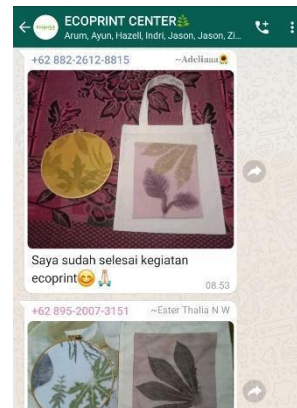 ECOPRINT CENTER🌲
Arum, Ayun, Hazell, Indri, Jason, Jason, Zi...
+62 882-2612-8815 ~Adeliaua🌻
Saya sudah selesai kegiatan
ecoprint😊🙏🏻
08.53
+62 895-2007-3151 ~Ester Thalia N W